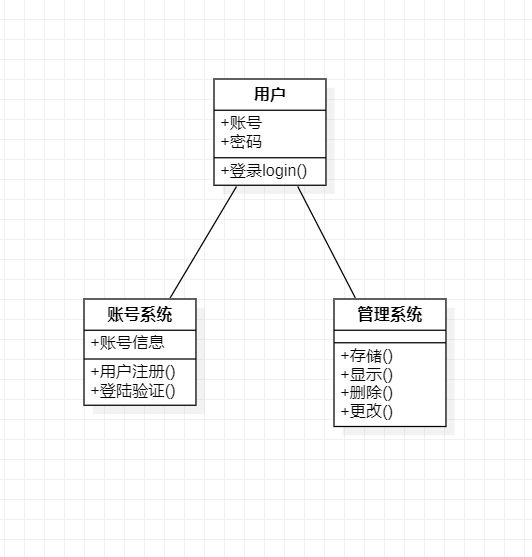 用户
+账号
+密码
+登录login()
账号系统
+账号信息
+用户注册()
+登陆验证()
管理系统
+存储()
+显示()
+删除()
+更改()